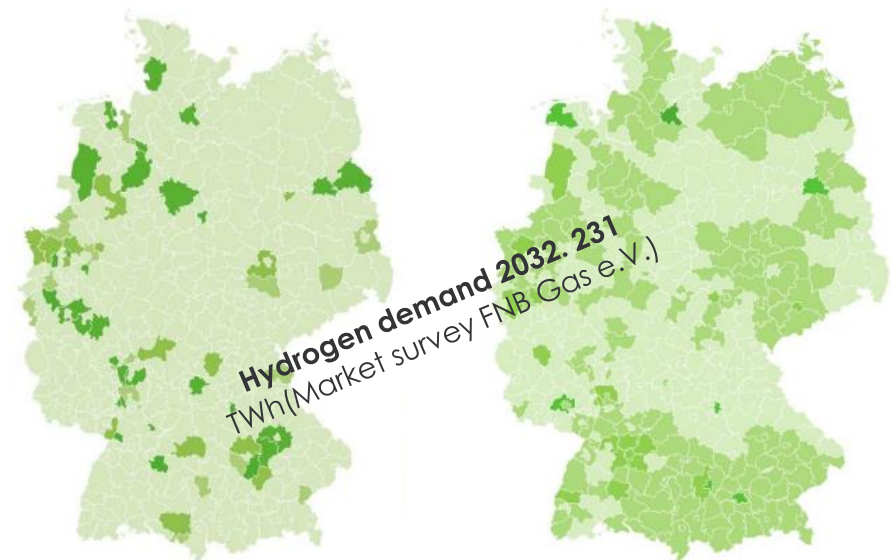 Hydrogen demand 2032. 231
TWh(Market survey FNB Gas e.V.)